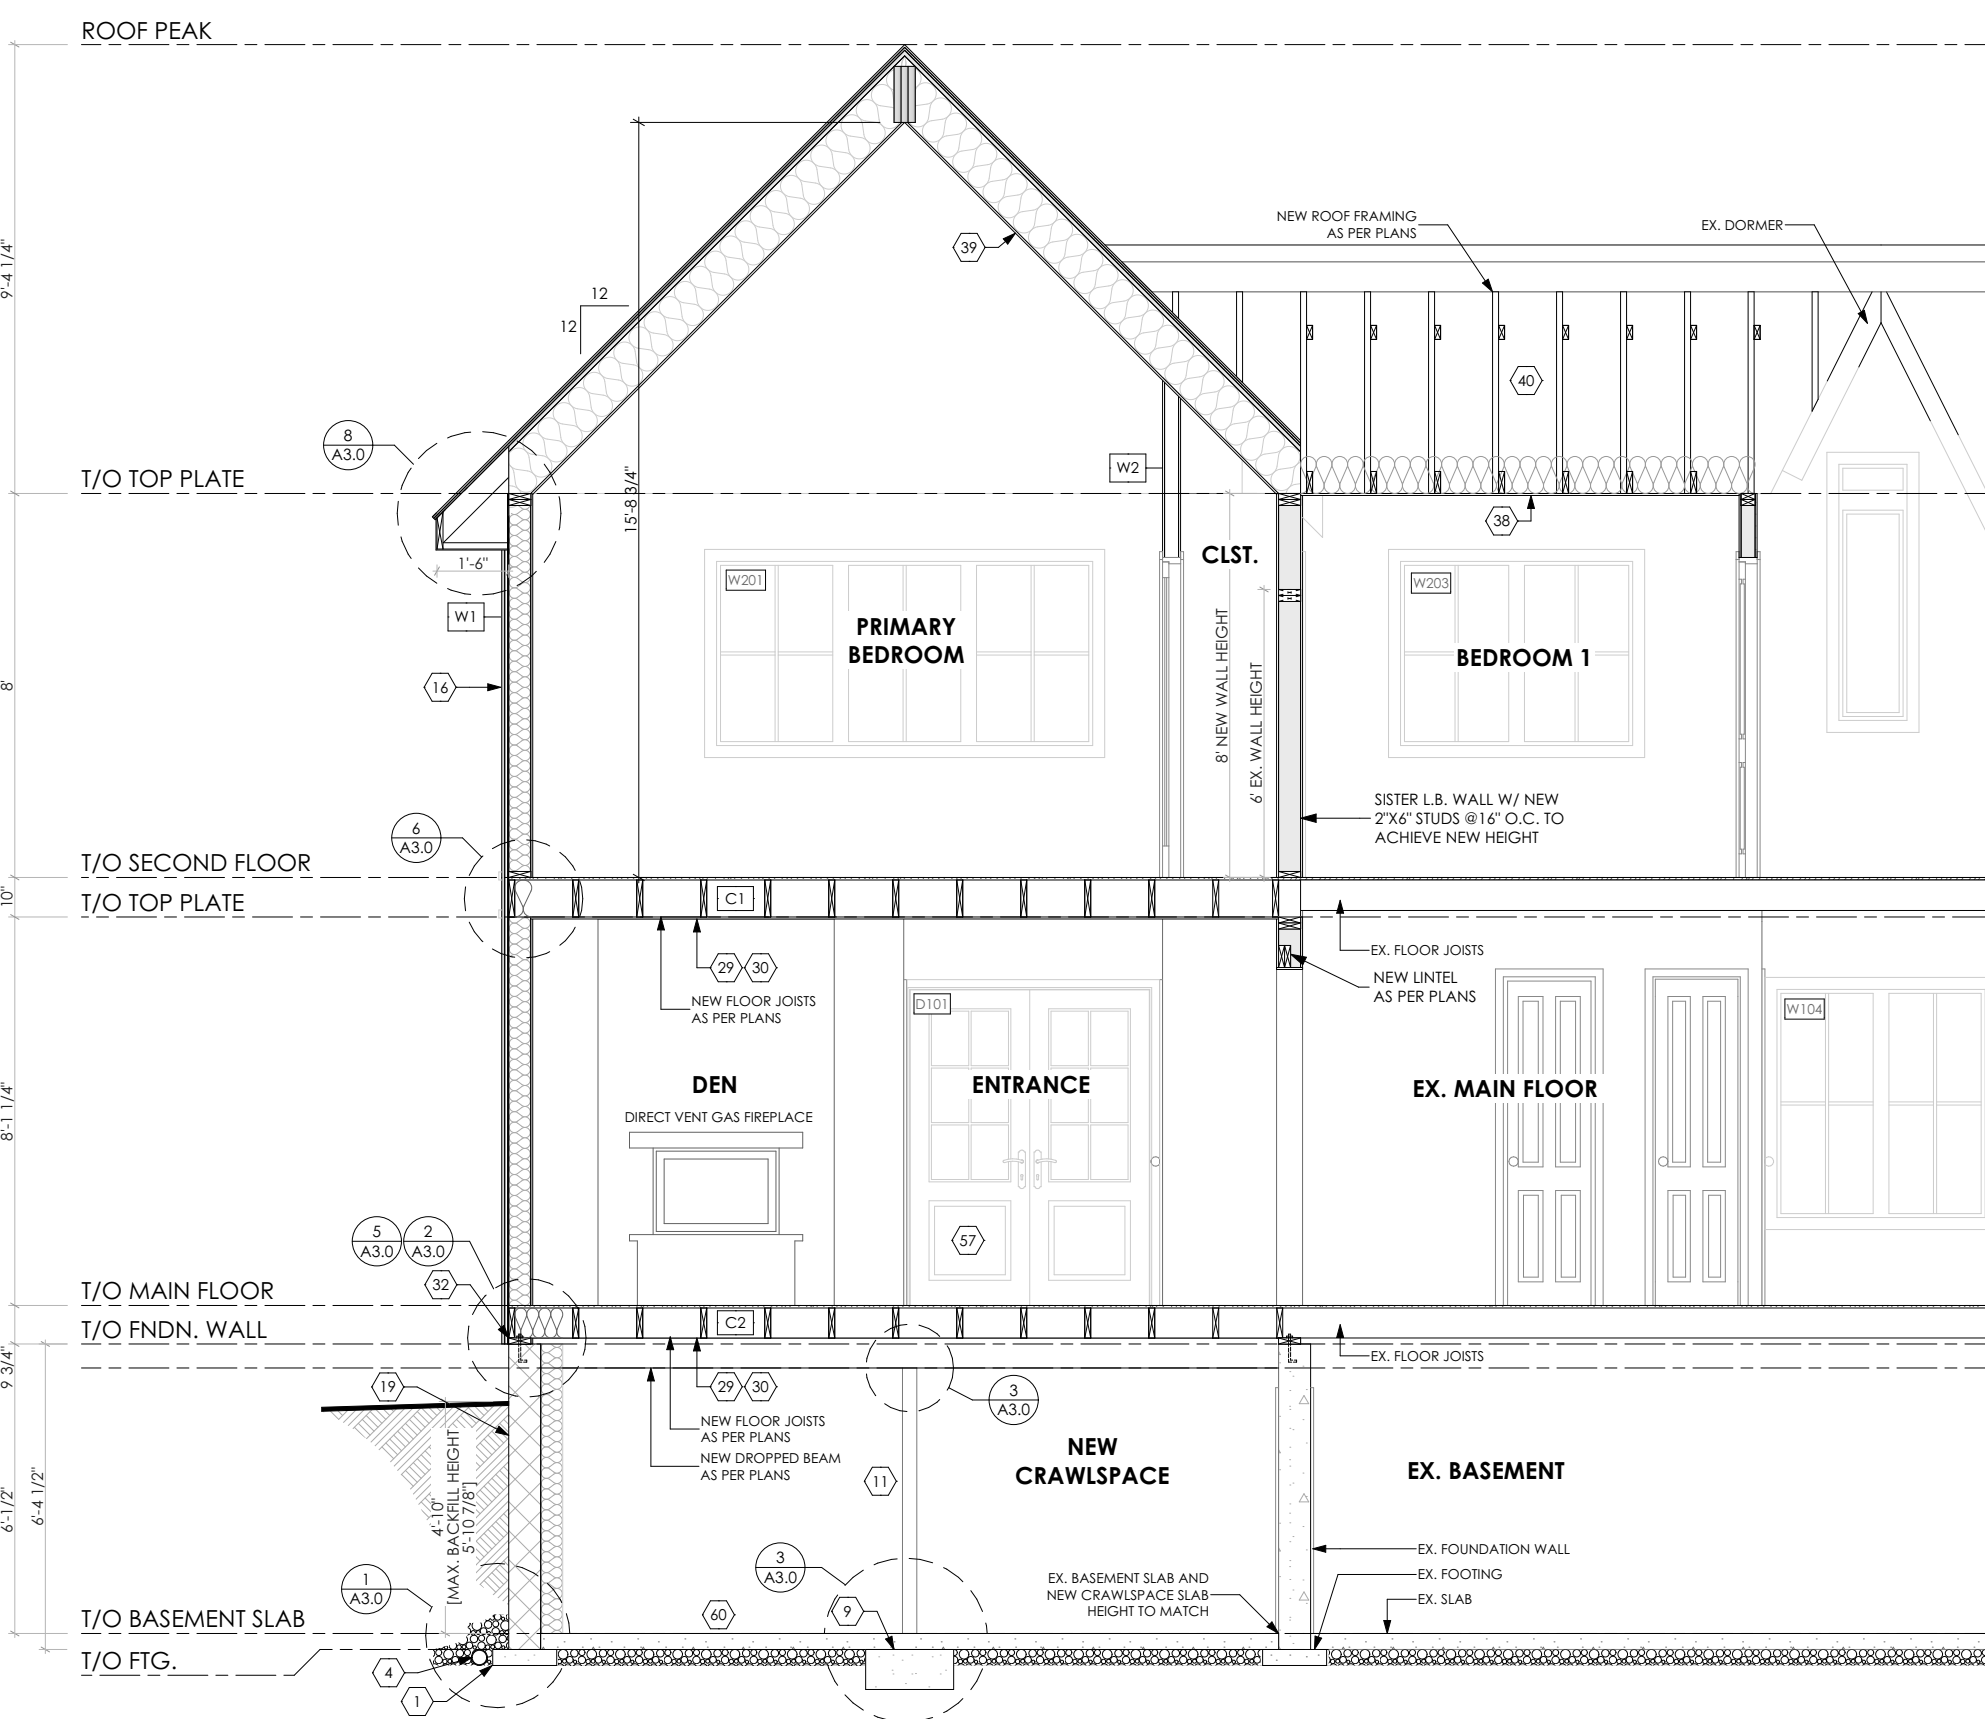 ROOF PEAK
9'-4 1/4"
NEW ROOF FRAMING
AS PER PLANS
EX. DORMER
39
12
12
40
8
A3.0
15'-8 3/4"
W2
T/O TOP PLATE
38
1'-6"
CLST.
W201
W203
W1
PRIMARY
BEDROOM
BEDROOM 1
8'
16
8' NEW WALL HEIGHT
6' EX. WALL HEIGHT
SISTER L.B. WALL W/ NEW
2"X6" STUDS @16" O.C. TO
ACHIEVE NEW HEIGHT
6
A3.0
T/O SECOND FLOOR
10"
T/O TOP PLATE
C1
EX. FLOOR JOISTS
29
30
NEW LINTEL
AS PER PLANS
NEW FLOOR JOISTS
AS PER PLANS
D101
W104
8'-1 1/4"
DEN
ENTRANCE
EX. MAIN FLOOR
DIRECT VENT GAS FIREPLACE
57
5
A3.0
2
A3.0
32
T/O MAIN FLOOR
T/O FNDN. WALL
C2
9 3/4"
EX. FLOOR JOISTS
19
29
30
3
A3.0
NEW FLOOR JOISTS
AS PER PLANS
NEW DROPPED BEAM
AS PER PLANS
NEW
CRAWLSPACE
EX. BASEMENT
11
6'-1/2"
6'-4 1/2"
4'-10"
[MAX. BACKFILL HEIGHT
5'-10 7/8"]
EX. FOUNDATION WALL
3
A3.0
1
A3.0
EX. BASEMENT SLAB AND
NEW CRAWLSPACE SLAB
HEIGHT TO MATCH
EX. FOOTING
EX. SLAB
60
9
T/O BASEMENT SLAB
T/O FTG.
4
1